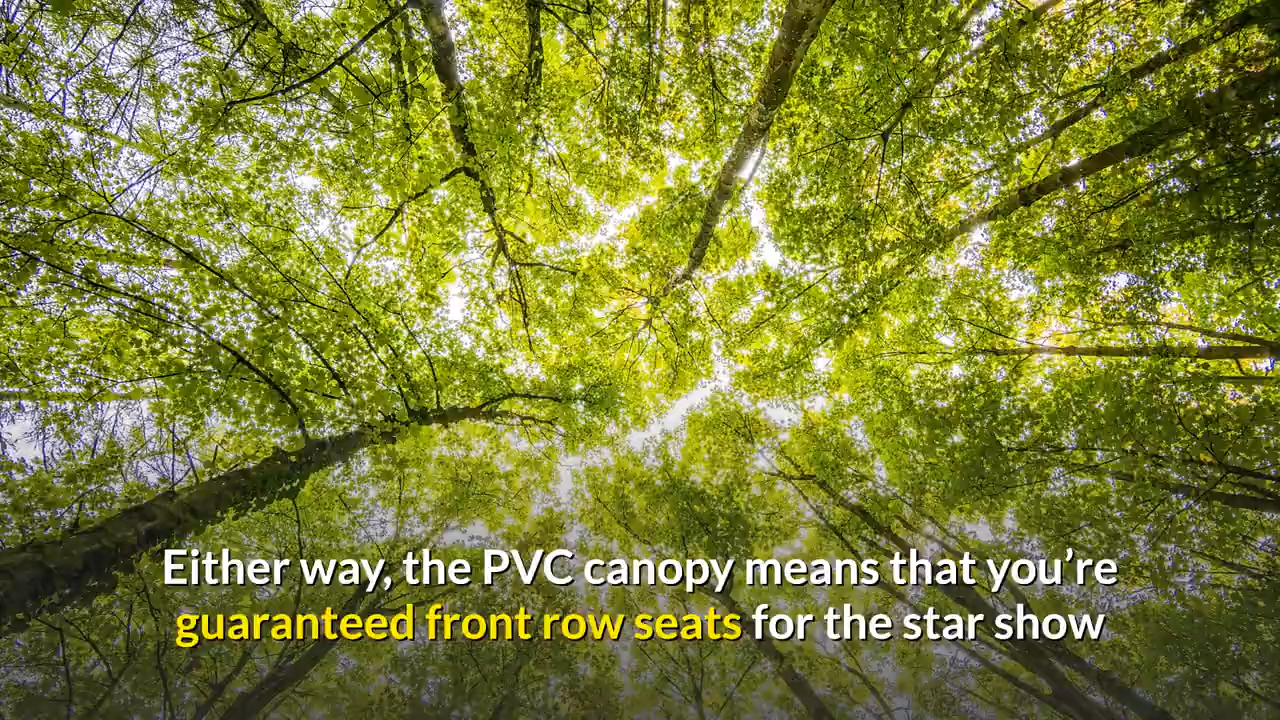 Either way, the PVC canopy means that you’re
guaranteed front row seats for the star show